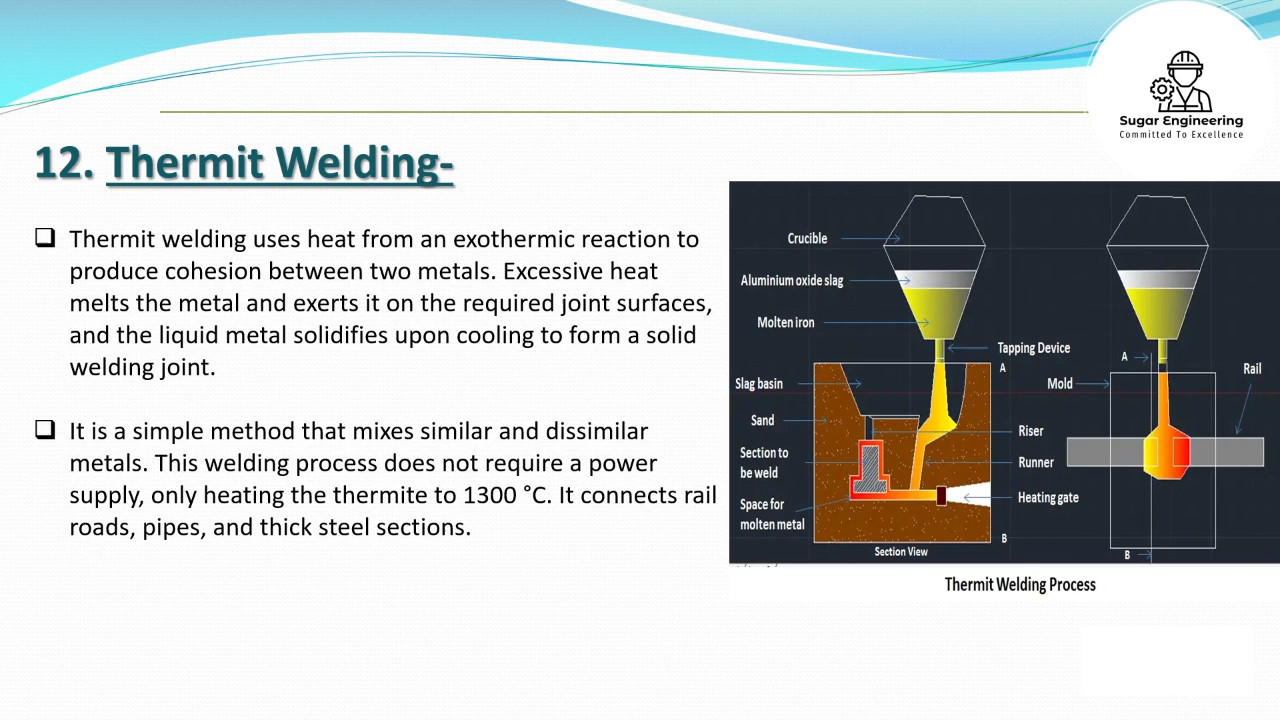 Sugar Engineering
Committed To Excellence
12. Thermit Welding-
Thermit welding uses heat from an exothermic reaction to
produce cohesion between two metals. Excessive heat
melts the metal and exerts it on the required joint surfaces,
and the liquid metal solidifies upon cooling to form a solid
welding joint.
It is a simple method that mixes similar and dissimilar
metals. This welding process does not require a power
supply, only heating the thermite to 1300 °C. It connects rail
roads, pipes, and thick steel sections.
Crucible
Aluminium oxide slag
Molten iron
Tapping Device
A
Slag basin
Sand
Riser
Section to
be weld
Runner
Space for
molten metal
Heating gate
B
Section View
A
Mold
Rail
B
Thermit Welding Process